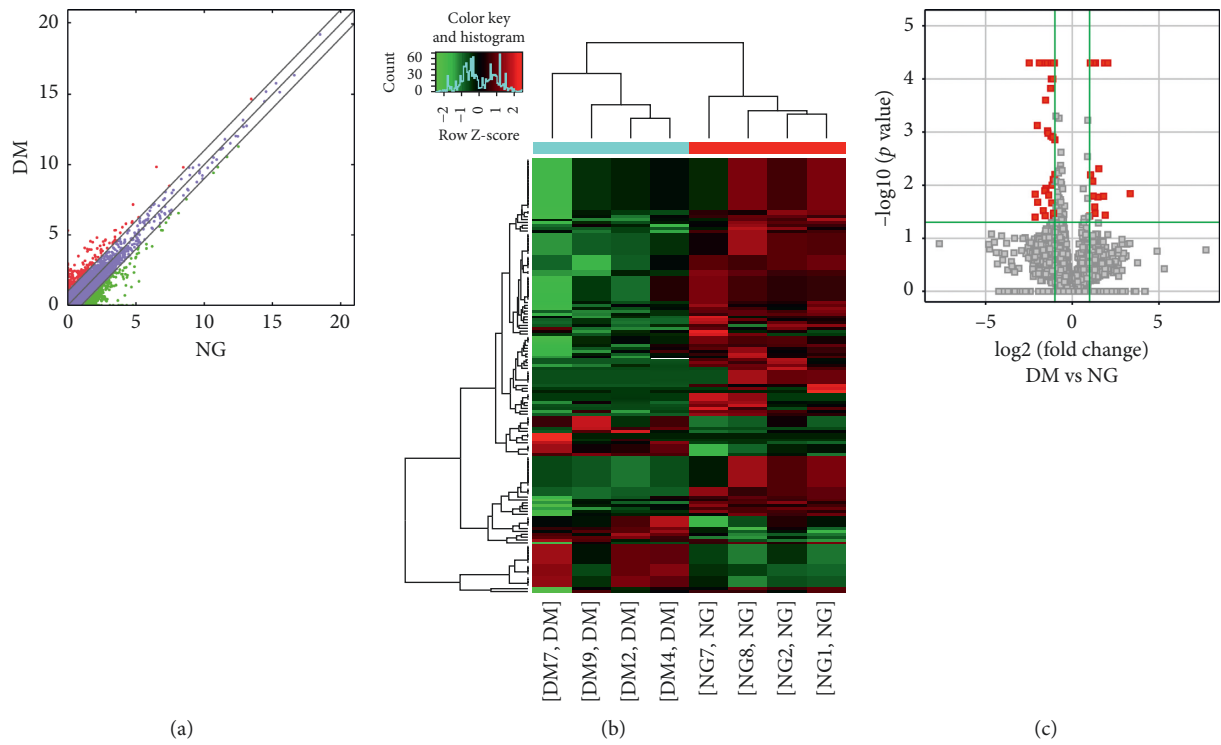 DM
20
15
10
5
0
0
5
10
15
20
NG
(a)
Color key
and histogram
Count
60
30
0
−2
−1
0
1
2
Row Z-score
[DM7, DM]
[DM9, DM]
[DM2, DM]
[DM4, DM]
[NG7, NG]
[NG8, NG]
[NG2, NG]
[NG1, NG]
(b)
−log10 (p value)
5
4
3
2
1
0
−5
0
5
log2 (fold change)
DM vs NG
(c)